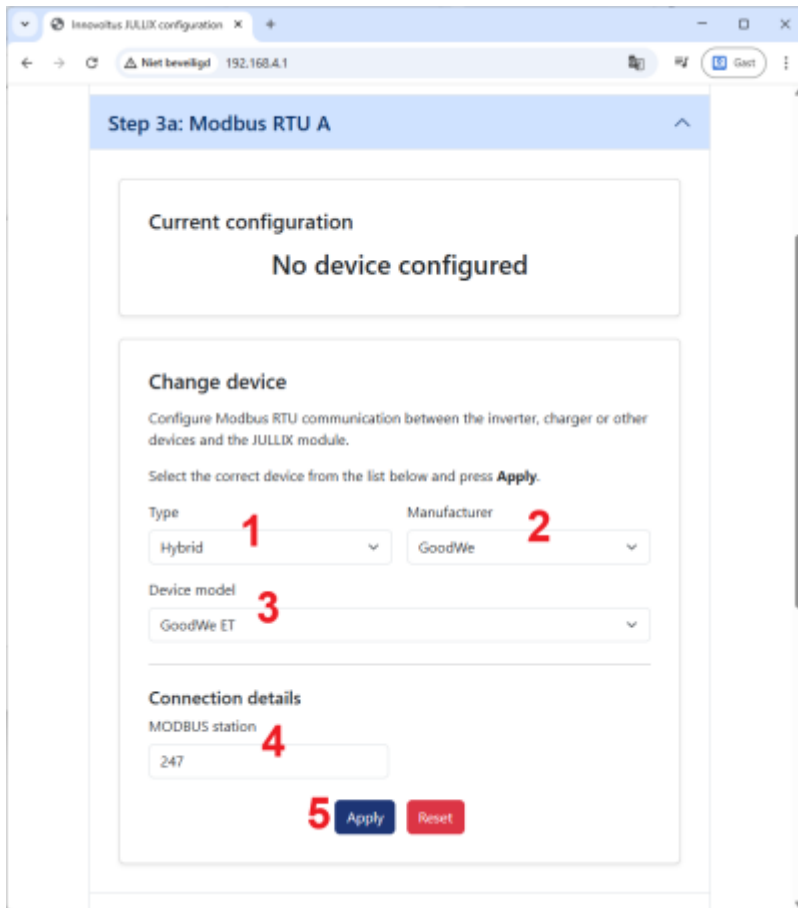 Innovoltus JULLIX configuration
Niet beveiligd 192.168.4.1 Gast
Step 3a: Modbus RTU A
Current configuration
No device configured
Change device
Configure Modbus RTU communication between the inverter, charger or other
devices and the JULLIX module.
Select the correct device from the list below and press Apply.
Type 1 Manufacturer 2
Hybrid GoodWe
Device model 3
GoodWe ET
Connection details
MODBUS station 4
247
5 Apply Reset